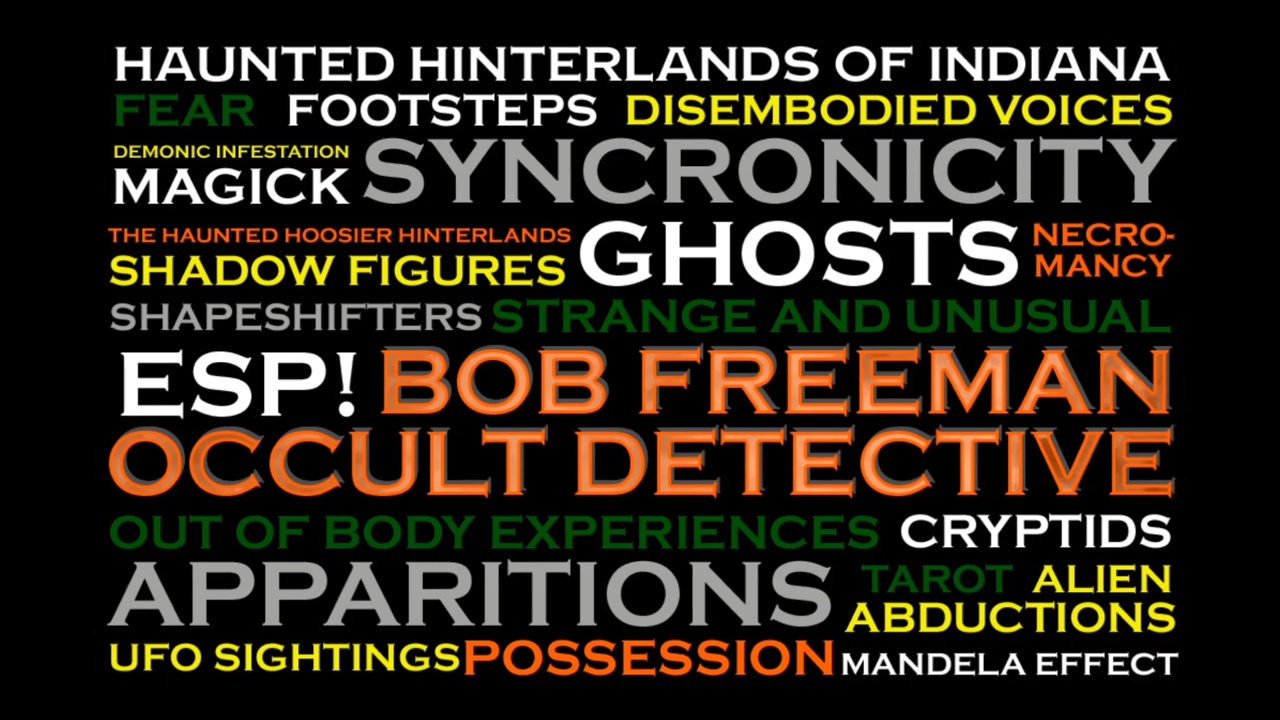 HAUNTED HINTERLANDS OF INDIANA
FEAR FOOTSTEPS DISEMBODIED VOICES
DEMONIC INFESTATION
MAGICK
SYNCRONICITY
THE HAUNTED HOOSIER HINTERLANDS
SHADOW FIGURES
GHOSTS
NECRO-
MANCY
SHAPESHIFTERS STRANGE AND UNUSUAL
ESP! BOB FREEMAN
OCCULT DETECTIVE
OUT OF BODY EXPERIENCES CRYPTIDS
APPARITIONS
TAROT ALIEN
ABDUCTIONS
UFO SIGHTINGS POSSESSION MANDELA EFFECT